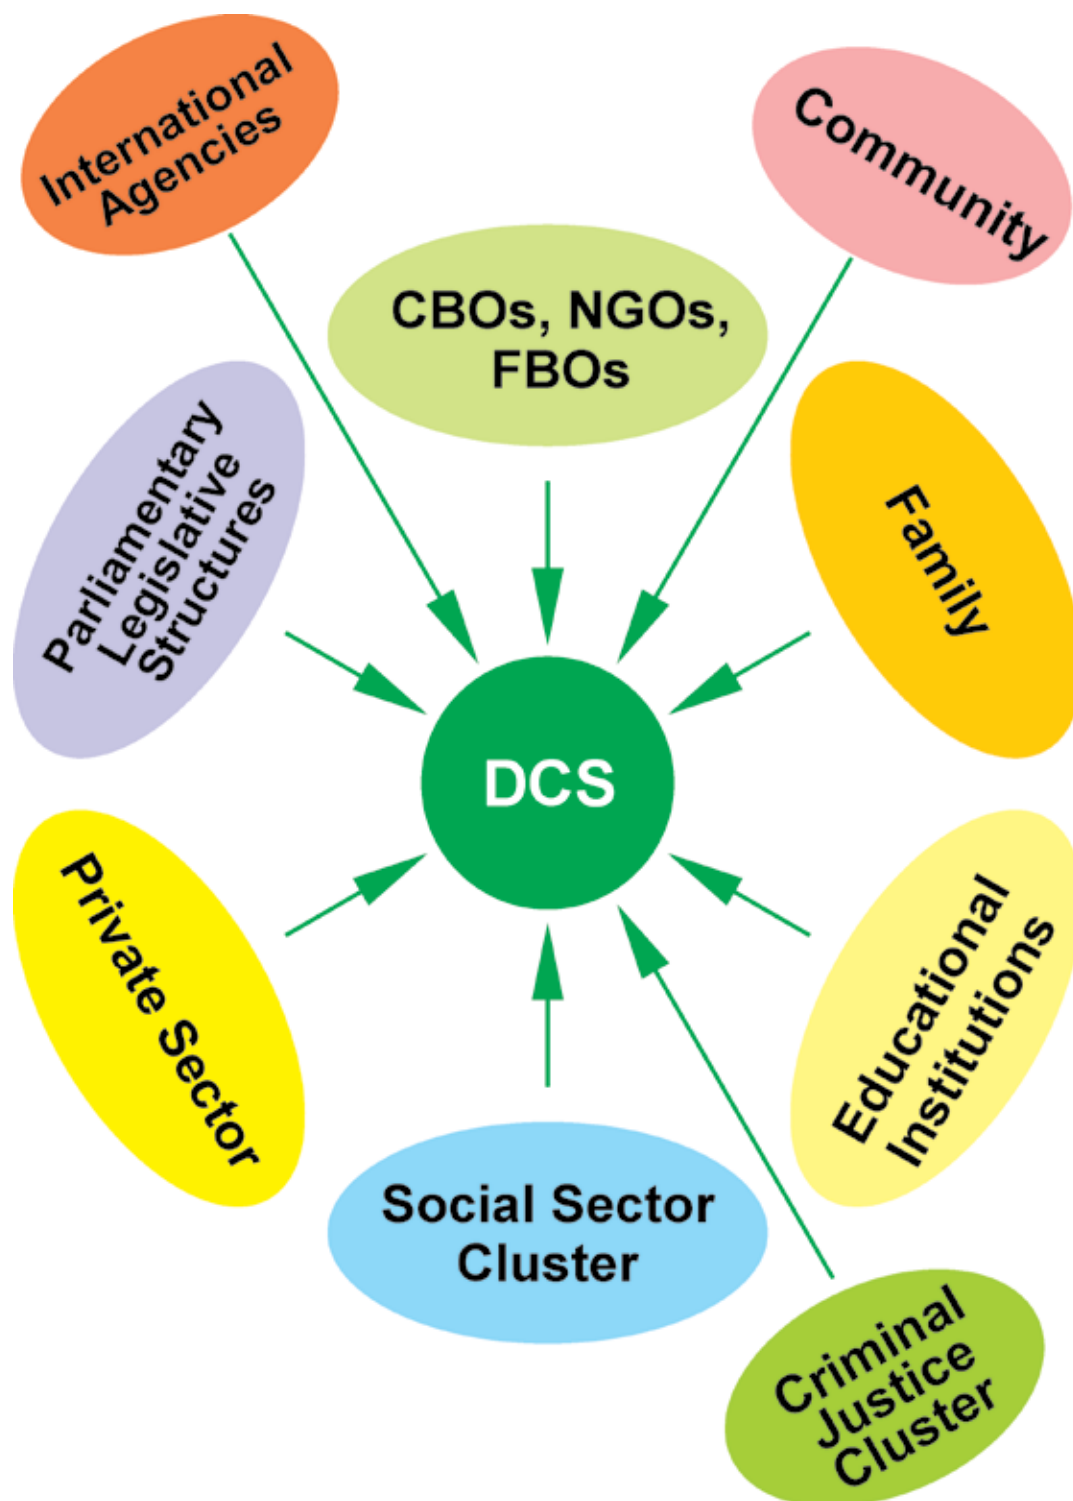 International
Agencies
Community
CBOs, NGOs,
FBOs
Parliamentary
Legislative
Structures
Family
DCS
Private Sector
Educational
Institutions
Social Sector
Cluster
Criminal
Justice
Cluster